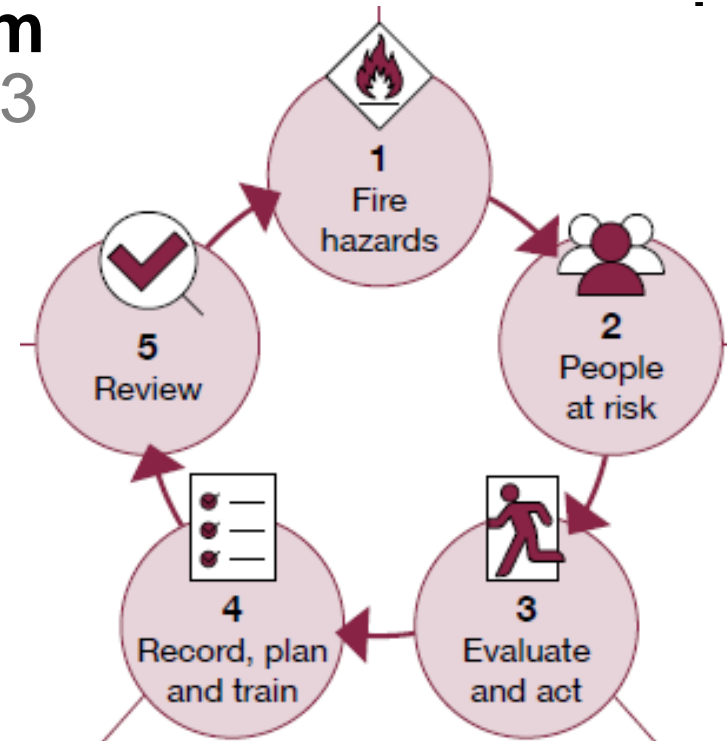 m
3
1
Fire
hazards
2
People
at risk
3
Evaluate
and act
4
Record, plan
and train
5
Review